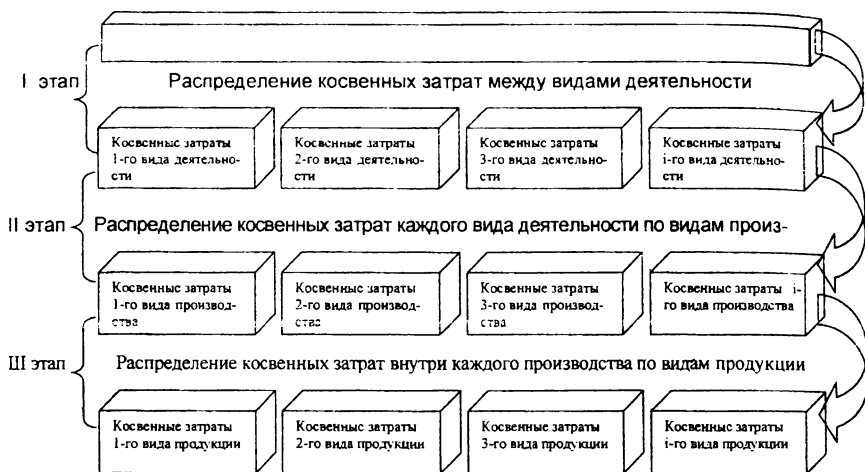 I этап
Распределение косвенных затрат между видами деятельности
Косвенные затраты
1-го вида деятельно-
сти
Косвенные затраты
2-го вида деятельно-
сти
Косвенные затраты
3-го вида деятельно-
сти
Косвенные затраты
i-го вида деятельно-
сти
II этап
Распределение косвенных затрат каждого вида деятельности по видам произ-
Косвенные затраты
1-го вида производ-
ства
Косвенные затраты
2-го вида производ-
ства
Косвенные затраты
3-го вида производ-
ства
Косвенные затраты i-
го вида производства
III этап
Распределение косвенных затрат внутри каждого производства по видам продукции
Косвенные затраты
1-го вида продукции
Косвенные затраты
2-го вида продукции
Косвенные затраты
3-го вида продукции
Косвенные затраты
i-го вида продукции